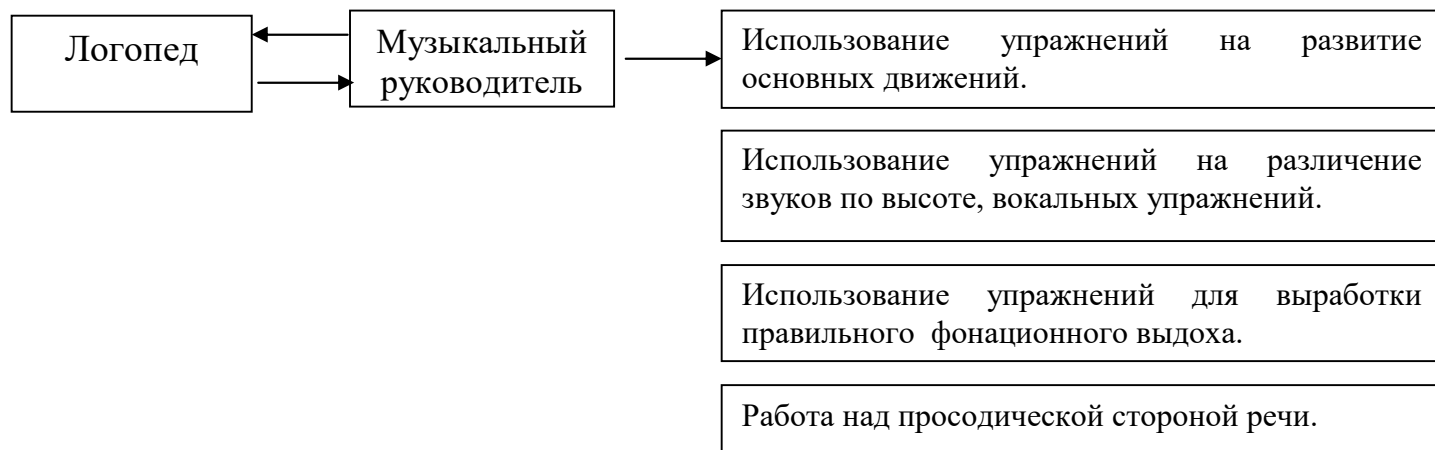 Логопед
Музыкальный
руководитель
Использование упражнений на развитие
основных движений.
Использование упражнений на различение
звуков по высоте, вокальных упражнений.
Использование упражнений для выработки
правильного фонационного выдоха.
Работа над просодической стороной речи.